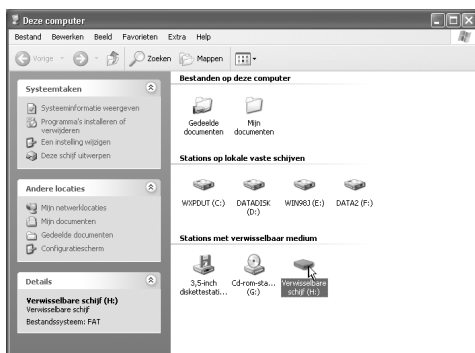 Deze computer
Bestand Bewerken Beeld Favorieten Extra Help
Vorige Zoeken Mappen
Systeemtaken
Systeeminformatie weergeven
Programma's installeren of
verwijderen
Een instelling wijzigen
Deze schijf uitwerpen
Andere locaties
Mijn netwerklocaties
Mijn documenten
Gedeelde documenten
Configuratiescherm
Details
Verwisselbare schijf (H:)
Verwisselbare schijf
Bestandssysteem: FAT
Bestanden op deze computer
Gedeelde
documenten
Mijn
documenten
Stations op lokale vaste schijven
WXPDUT (C:)
DATADISK
(D:)
WIN98J (E:)
DATA2 (F:)
Stations met verwisselbaar medium
3,5-inch
diskettestati...
Cd-rom-sta...
(G:)
Verwisselbare
schijf (H:)